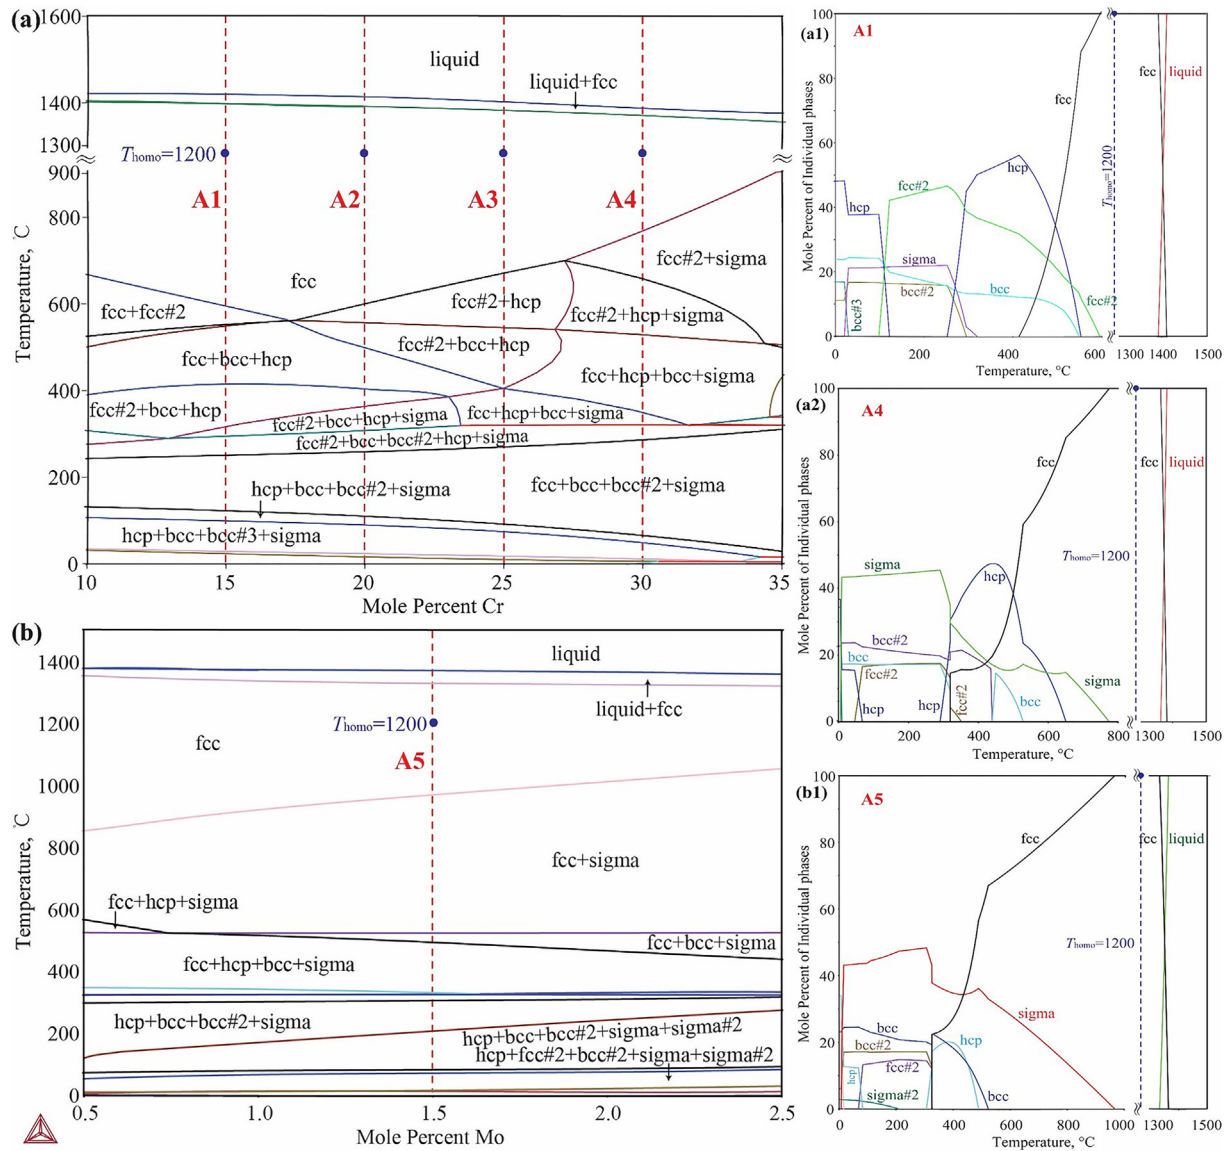 (a)
1600
1400
1300
900
800
600
400
200
0
Temperature, ℃
liquid
liquid+fcc
Thomo=1200
A1
A2
A3
A4
fcc
fcc+fcc#2
fcc#2+sigma
fcc#2+hcp
fcc#2+hcp+sigma
fcc#2+bcc+hcp
fcc+bcc+hcp
fcc+hcp+bcc+sigma
fcc#2+bcc+hcp
fcc#2+bcc+hcp+sigma
fcc+hcp+bcc+sigma
fcc#2+bcc+bcc#2+hcp+sigma
hcp+bcc+bcc#2+sigma
fcc+bcc+bcc#2+sigma
hcp+bcc+bcc#3+sigma
10 15 20 25 30 35
Mole Percent Cr
(a1)
A1
100
80
60
40
20
0
Mole Percent of Individual phases
fcc
fcc#2
hcp
hcp
sigma
bcc#2
bcc
bcc#3
fcc#2
Thomo=1200
fcc
liquid
0 200 400 600 1300 1400 1500
Temperature, °C
(a2)
A4
100
80
60
40
20
0
Mole Percent of Individual phases
fcc
sigma
hcp
bcc#2
bcc
fcc#2
hcp
hcp
fcc#2
bcc
sigma
Thomo=1200
fcc
liquid
0 200 400 600 800 1300 1500
Temperature, °C
(b)
1400
1200
1000
800
600
400
200
0
Temperature, ℃
liquid
liquid+fcc
Thomo=1200
A5
fcc
fcc+sigma
fcc+hcp+sigma
fcc+bcc+sigma
fcc+hcp+bcc+sigma
hcp+bcc+bcc#2+sigma
hcp+bcc+bcc#2+sigma+sigma#2
hcp+fcc#2+bcc#2+sigma+sigma#2
0.5 1.0 1.5 2.0 2.5
Mole Percent Mo
(b1)
A5
100
80
60
40
20
0
Mole Percent of Individual phases
fcc
Thomo=1200
fcc
liquid
sigma
bcc
bcc#2
hcp
fcc#2
hcp
sigma#2
bcc
0 200 400 600 800 1000 1300 1500
Temperature, °C